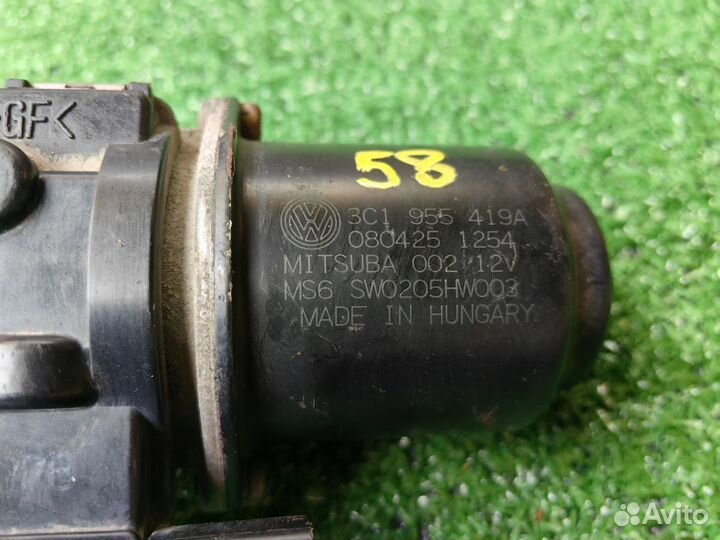 GF<
58
3C1 955 419A
080425 1254
MITSUBA 002 12V
MS6 SW0205HW003
MADE IN HUNGARY
Avito